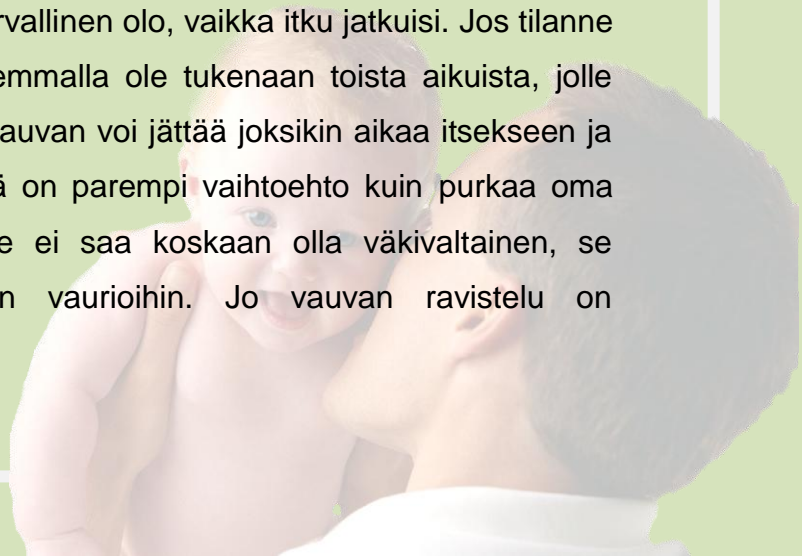 rvallinen olo, vaikka itku jatkuisi. Jos tilanne
emmalla ole tukenaan toista aikuista, jolle
auvan voi jättää joksikin aikaa itsekseen ja
ä on parempi vaihtoehto kuin purkaa oma
e ei saa koskaan olla väkivaltainen, se
n vaurioihin. Jo vauvan ravistelu on